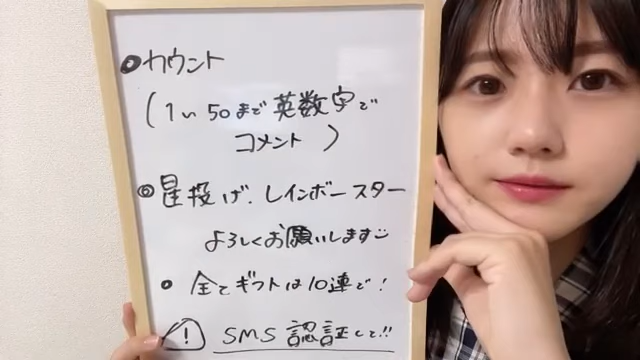 カウント
(1〜50まで英数字で
コメント)
星投げ.レインボースター
よろしくお願いします
全てギフトは10連で!
! SMS認証して!!